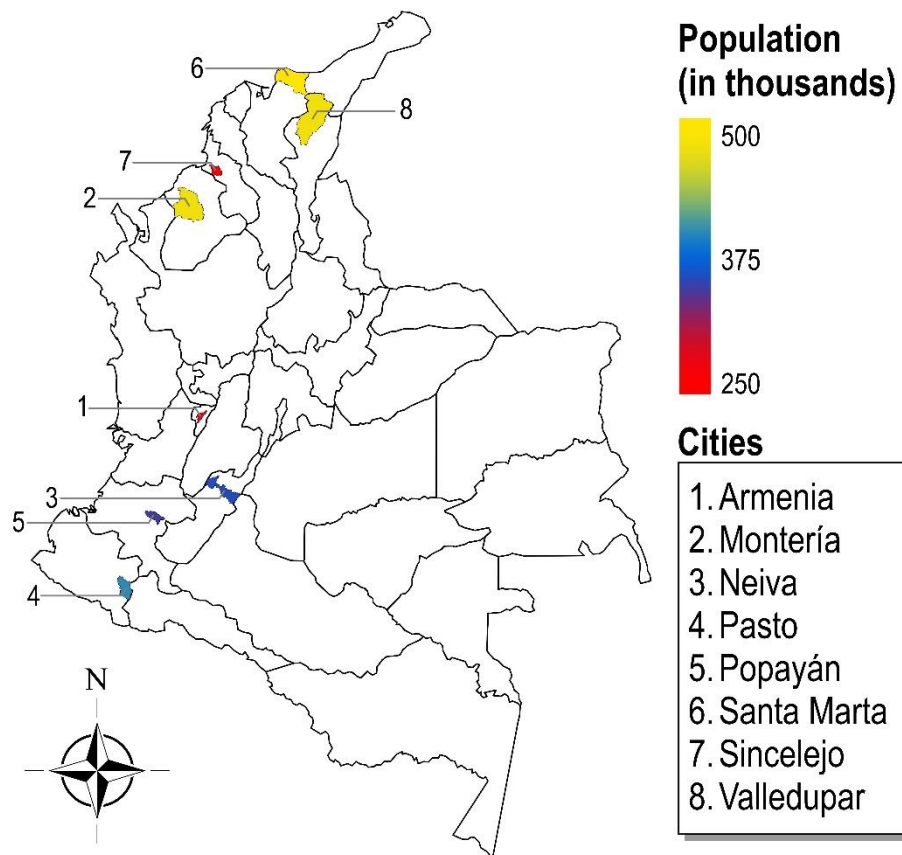 Population
(in thousands)
500
375
250
6
8
7
2
1
3
5
4
Cities
1. Armenia
2. Montería
3. Neiva
4. Pasto
5. Popayán
6. Santa Marta
7. Sincelejo
8. Valledupar
N